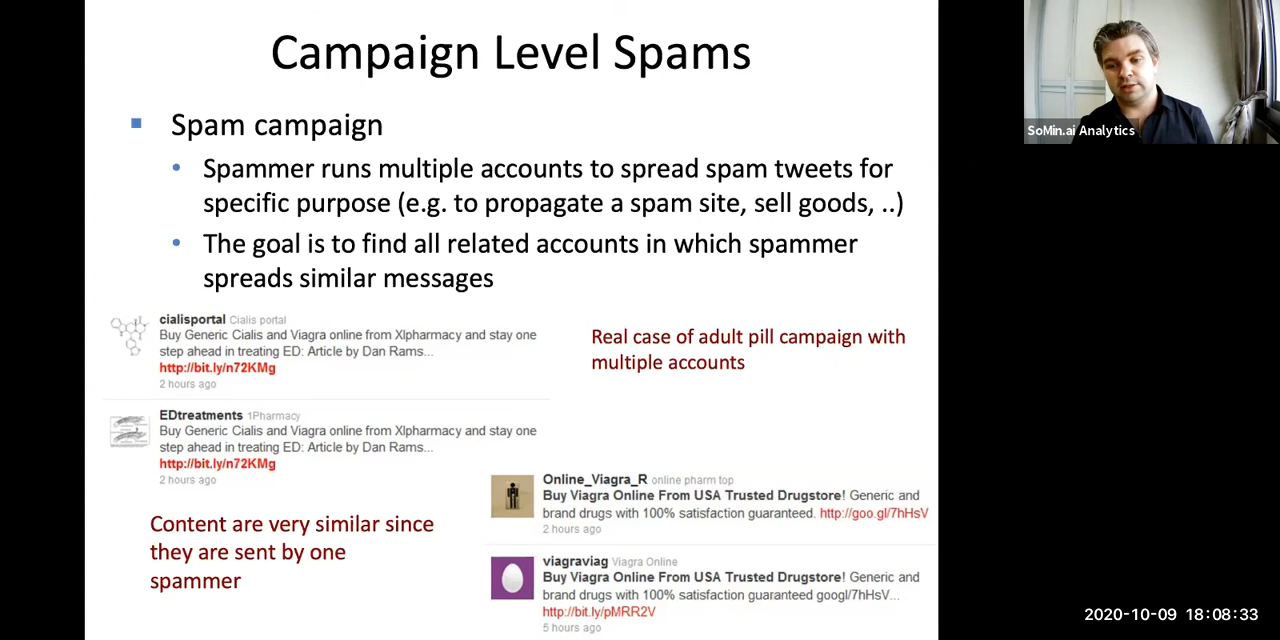 Campaign Level Spams
Spam campaign
Spammer runs multiple accounts to spread spam tweets for
specific purpose (e.g. to propagate a spam site, sell goods, ..)
The goal is to find all related accounts in which spammer
spreads similar messages
cialisportal Cialis portal
Buy Generic Cialis and Viagra online from Xlpharmacy and stay one
step ahead in treating ED: Article by Dan Rams...
http://bit.ly/n72KMg
2 hours ago
Real case of adult pill campaign with
multiple accounts
EDtreatments 1Pharmacy
Buy Generic Cialis and Viagra online from Xlpharmacy and stay one
step ahead in treating ED: Article by Dan Rams...
http://bit.ly/n72KMg
2 hours ago
Content are very similar since
they are sent by one
spammer
Online_Viagra_R online pharm top
Buy Viagra Online From USA Trusted Drugstore! Generic and
brand drugs with 100% satisfaction guaranteed. http://goo.gl/7hHsV
2 hours ago
viagraviag Viagra Online
Buy Viagra Online From USA Trusted Drugstore! Generic and
brand drugs with 100% satisfaction guaranteed googl/7hHsV...
http://bit.ly/pMRR2V
5 hours ago
SoMin.ai Analytics
2020-10-09 18:08:33